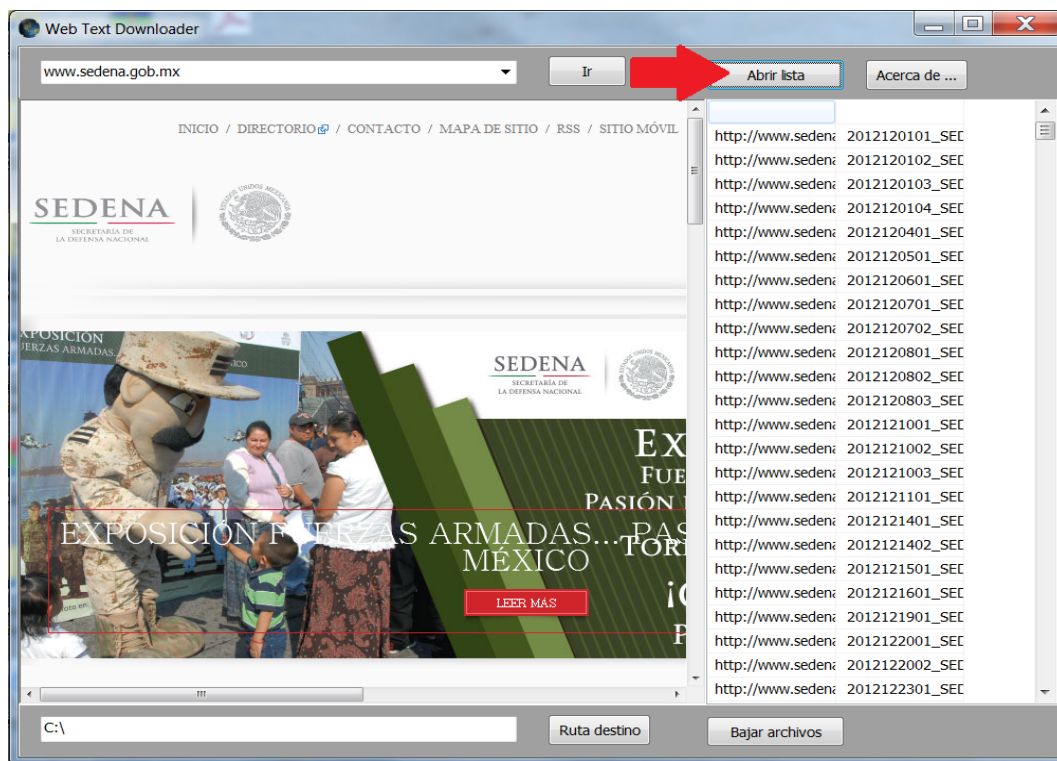 Web Text Downloader
www.sedena.gob.mx
Ir
Abrir lista
Acerca de ...
INICIO / DIRECTORIO / CONTACTO / MAPA DE SITIO / RSS / SITIO MÓVIL
SEDENA
SECRETARÍA DE
LA DEFENSA NACIONAL
ESTADOS UNIDOS MEXICANOS
EXPOSICIÓN
SEDENA
SECRETARÍA DE
LA DEFENSA NACIONAL
EX
FUE
PASIÓN
EXPOSICIÓN FUERZAS ARMADAS... PAS
MÉXICO
LEER MÁS
http://www.sedena 2012120101_SED
http://www.sedena 2012120102_SED
http://www.sedena 2012120103_SED
http://www.sedena 2012120104_SED
http://www.sedena 2012120401_SED
http://www.sedena 2012120501_SED
http://www.sedena 2012120601_SED
http://www.sedena 2012120701_SED
http://www.sedena 2012120702_SED
http://www.sedena 2012120801_SED
http://www.sedena 2012120802_SED
http://www.sedena 2012120803_SED
http://www.sedena 2012121001_SED
http://www.sedena 2012121002_SED
http://www.sedena 2012121003_SED
http://www.sedena 2012121101_SED
http://www.sedena 2012121401_SED
http://www.sedena 2012121402_SED
http://www.sedena 2012121501_SED
http://www.sedena 2012121601_SED
http://www.sedena 2012121901_SED
http://www.sedena 2012122001_SED
http://www.sedena 2012122002_SED
http://www.sedena 2012122301_SED
C:\
Ruta destino
Bajar archivos